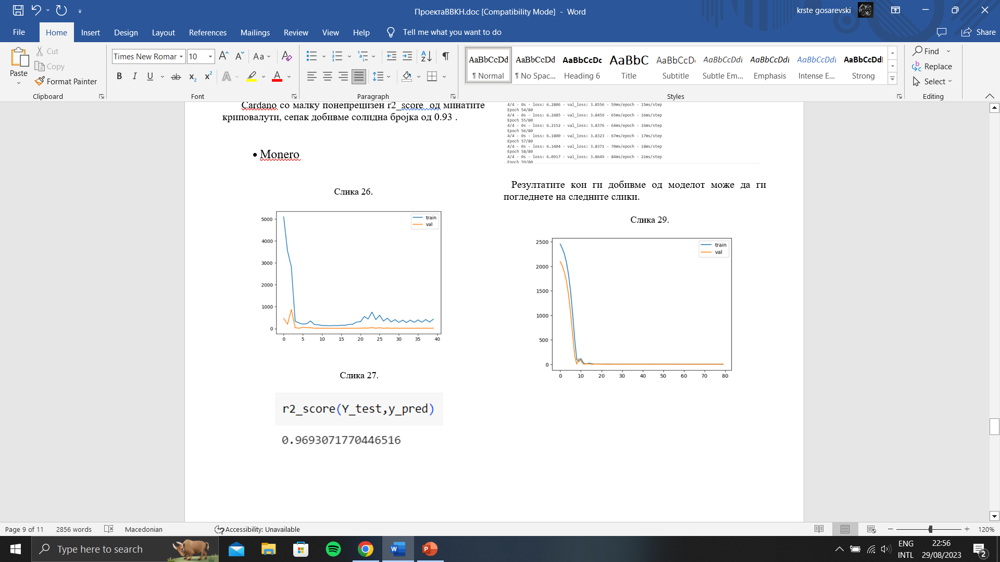 ПроектаВВКН.doc [Compatibility Mode] - Word
krste gosarevski
File
Home
Insert
Design
Layout
References
Mailings
Review
View
Help
Tell me what you want to do
Share
Paste
Cut
Copy
Format Painter
Clipboard
Times New Roman
10
Font
Paragraph
AaBbCcDd
¶ Normal
AaBbCcDd
¶ No Spac...
AaBbCcDc
Heading 6
AaBbC
Title
AaBbCcDd
Subtitle
AaBbCcDd
Subtle Em...
AaBbCcDd
Emphasis
AaBbCcDd
Intense E...
AaBbCcDd
Strong
Styles
Find
Replace
Select
Editing
Cardano со малку понепрецизен r2_score од минатите
криповалути, сепак добивме солидна бројка од 0.93 .
• Monero
Слика 26.
train
val
5000
4000
3000
2000
1000
0
0 5 10 15 20 25 30 35 40
Слика 27.
r2_score(Y_test,y_pred)
0.9693071770446516
4/4 - 0s - loss: 6.2806 - val_loss: 3.8556 - 59ms/epoch - 15ms/step
Epoch 54/80
4/4 - 0s - loss: 6.2485 - val_loss: 3.8459 - 65ms/epoch - 16ms/step
Epoch 55/80
4/4 - 0s - loss: 6.2152 - val_loss: 3.8376 - 64ms/epoch - 16ms/step
Epoch 56/80
4/4 - 0s - loss: 6.1800 - val_loss: 3.8323 - 67ms/epoch - 17ms/step
Epoch 57/80
4/4 - 0s - loss: 6.1404 - val_loss: 3.8371 - 70ms/epoch - 18ms/step
Epoch 58/80
4/4 - 0s - loss: 6.0917 - val_loss: 3.8649 - 84ms/epoch - 21ms/step
Epoch 59/80
Резултатите кои ги добивме од моделот може да ги
погледнете на следните слики.
Слика 29.
train
val
2500
2000
1500
1000
500
0
0 10 20 30 40 50 60 70 80
Page 9 of 11
2856 words
Macedonian
Accessibility: Unavailable
120%
Type here to search
ENG
INTL
22:56
29/08/2023
2